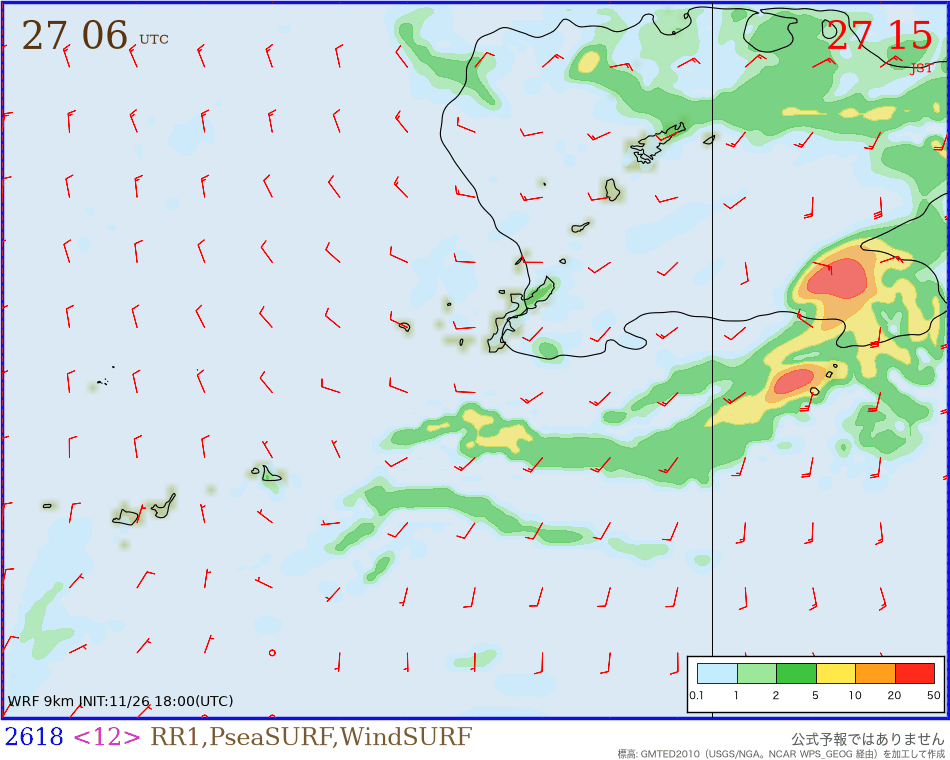 27 06 UTC
27 15
JST
WRF 9km INIT:11/26 18:00(UTC)
0.1 1 2 5 10 20 50
2618 <12> RR1,PseaSURF,WindSURF
公式予報ではありません
標高: GMTED2010（USGS/NGA。NCAR WPS_GEOG 経由）を加工して作成